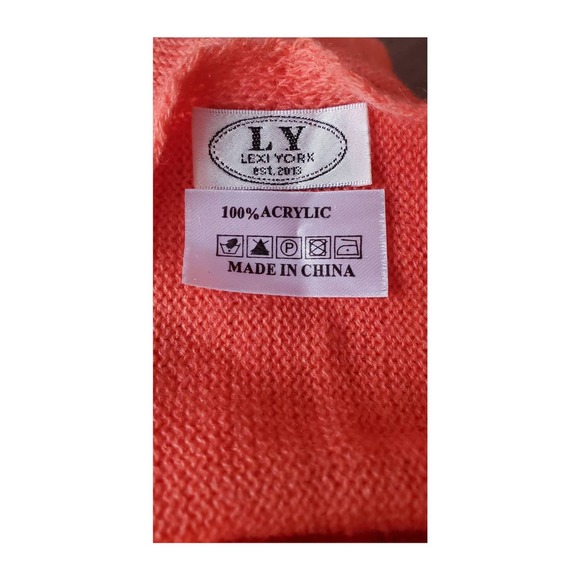 LY
LEXI YORK
est. 2013
100% ACRYLIC
P
MADE IN CHINA